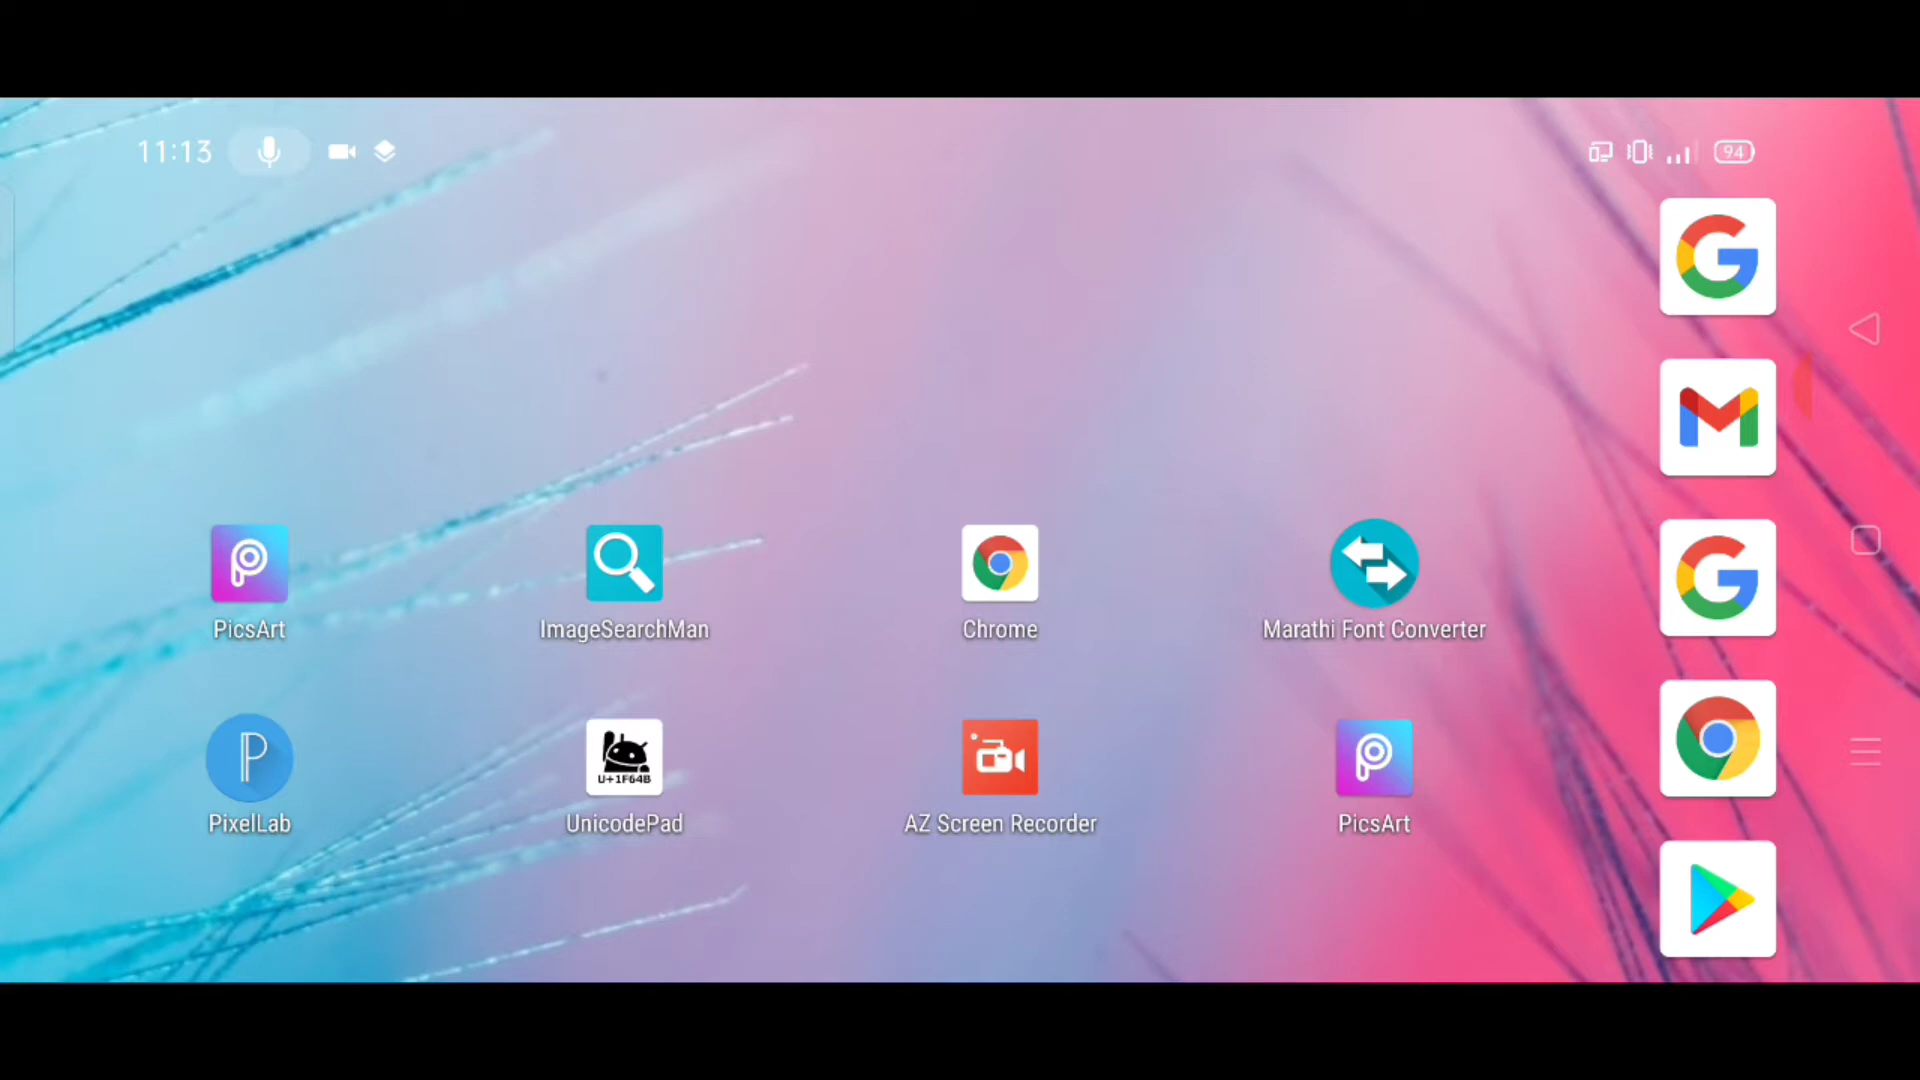 11:13
94
PicsArt
ImageSearchMan
Chrome
Marathi Font Converter
U+1F64B
PixelLab
UnicodePad
AZ Screen Recorder
PicsArt